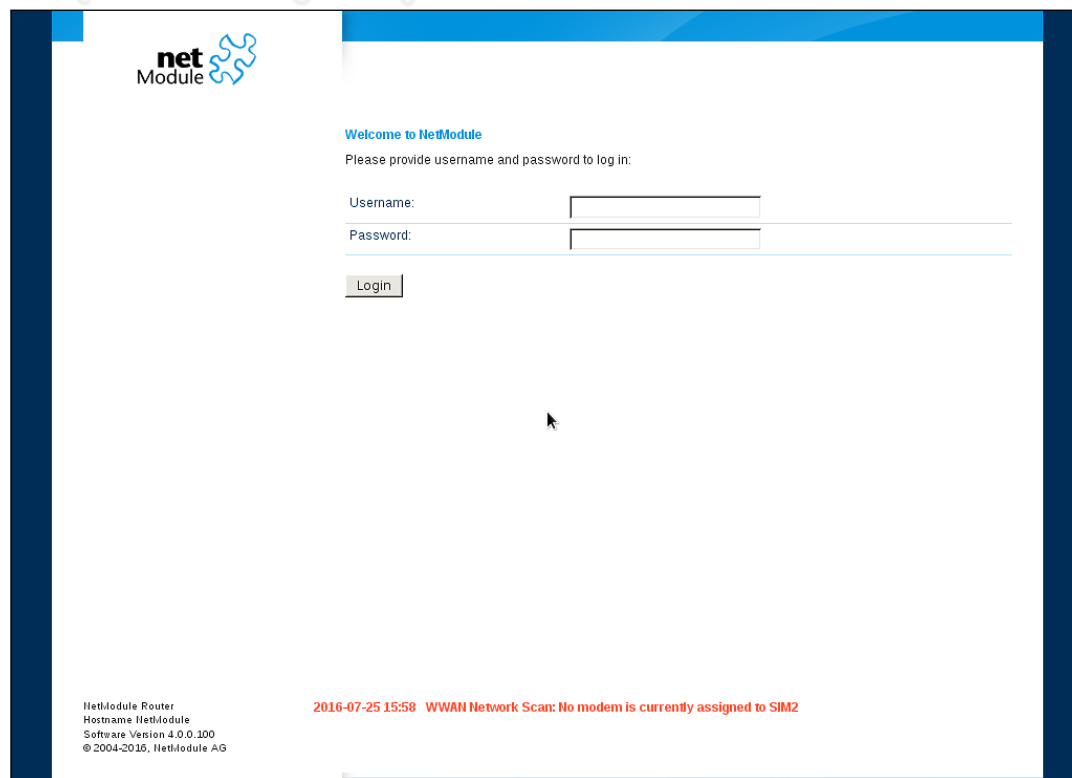 net
Module
Welcome to NetModule
Please provide username and password to log in:
Username:
Password:
Login
NetModule Router
Hostname NetModule
Software Version 4.0.0.100
© 2004-2016, NetModule AG
2016-07-25 15:58 WWAN Network Scan: No modem is currently assigned to SIM2